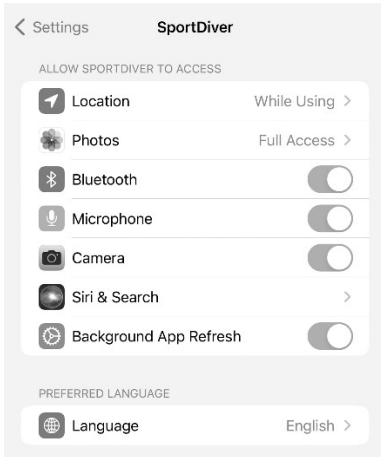 Settings SportDiver
ALLOW SPORTDIVER TO ACCESS
Location While Using
Photos Full Access
Bluetooth
Microphone
Camera
Siri & Search
Background App Refresh
PREFERRED LANGUAGE
Language English